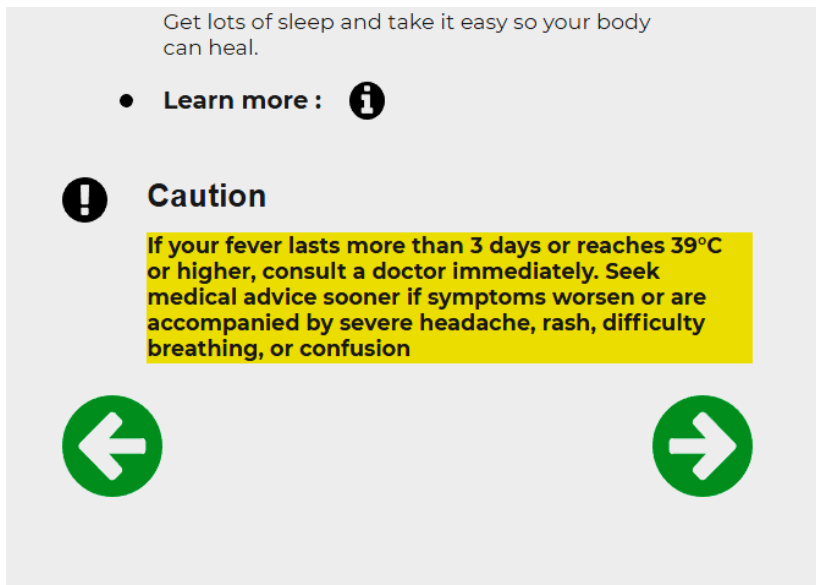 Get lots of sleep and take it easy so your body
can heal.
Learn more :
Caution
If your fever lasts more than 3 days or reaches 39°C
or higher, consult a doctor immediately. Seek
medical advice sooner if symptoms worsen or are
accompanied by severe headache, rash, difficulty
breathing, or confusion